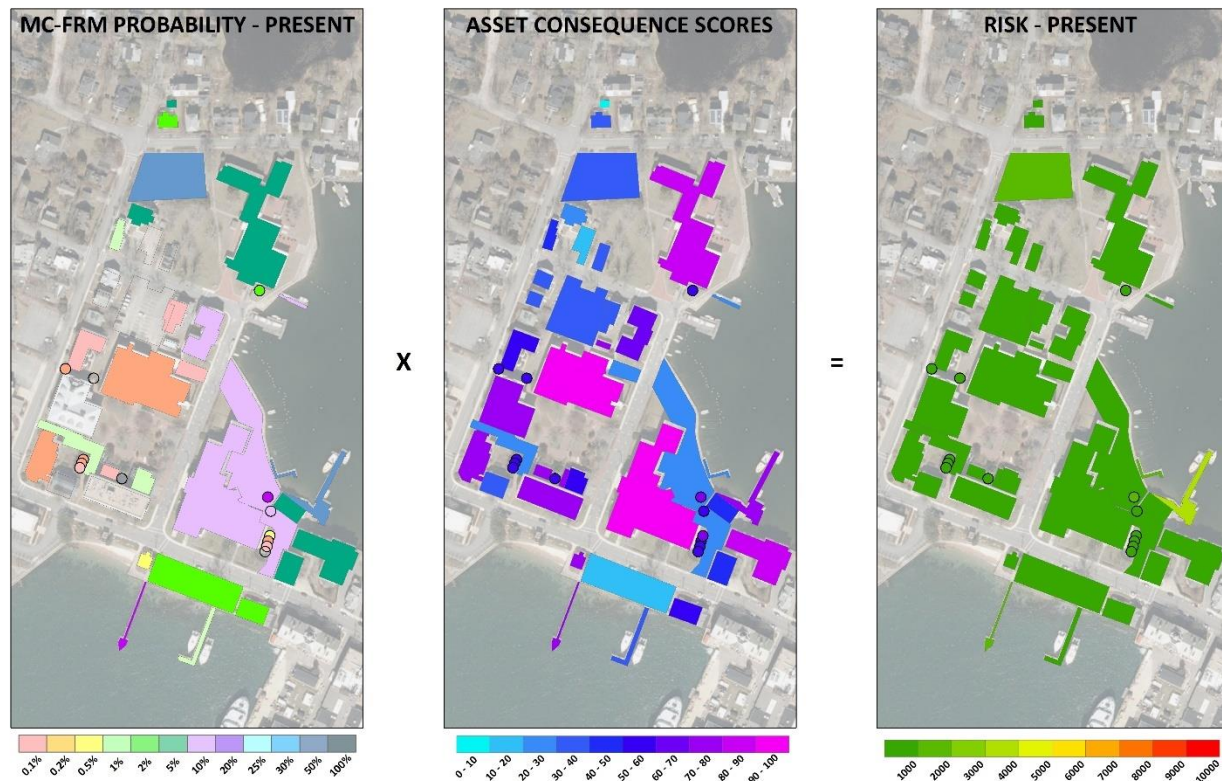 MC-FRM PROBABILITY - PRESENT
ASSET CONSEQUENCE SCORES
RISK - PRESENT
X
=
0.1%
0.2%
0.5%
1%
2%
5%
10%
20%
25%
30%
50%
100%
0 - 10
10 - 20
20 - 30
30 - 40
40 - 50
50 - 60
60 - 70
70 - 80
80 - 90
90 - 100
1000
2000
3000
4000
5000
6000
7000
8000
9000
10000